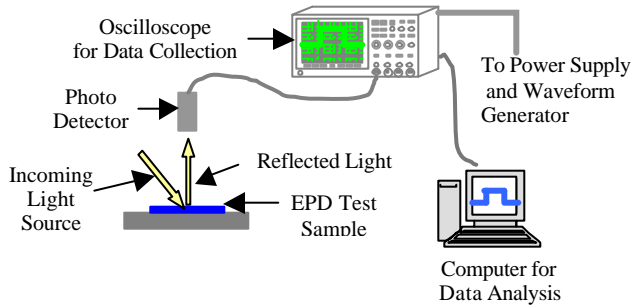 Oscilloscope
for Data Collection
To Power Supply
and Waveform
Generator
Photo
Detector
Reflected Light
Incoming
Light
Source
EPD Test
Sample
Computer for
Data Analysis